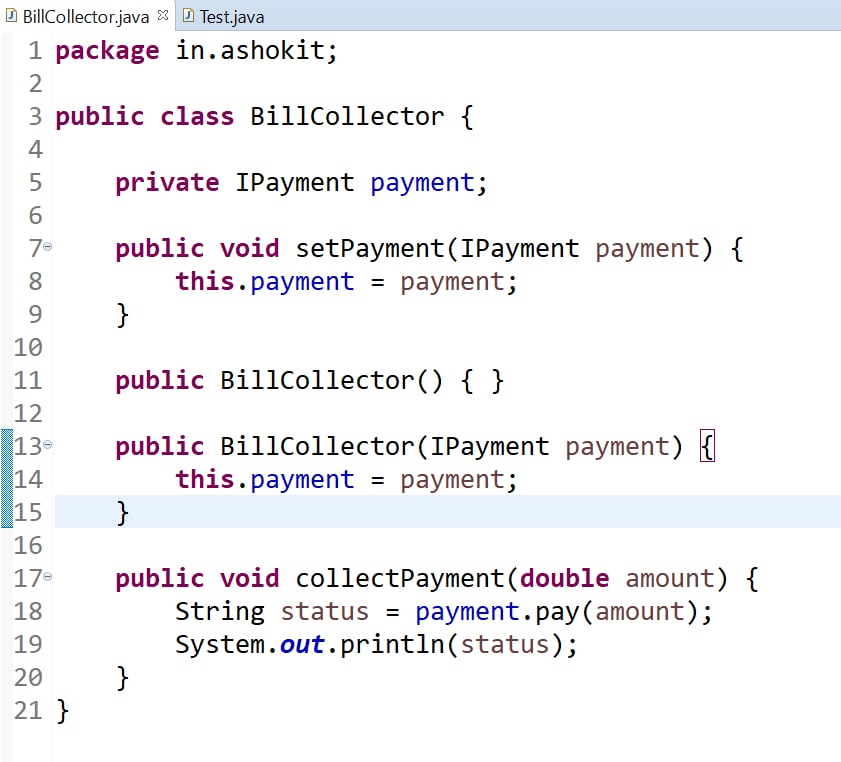 BillCollector.java Test.java
1 package in.ashokit;
2
3 public class BillCollector {
4
5     private IPayment payment;
6
7     public void setPayment(IPayment payment) {
8         this.payment = payment;
9     }
10
11     public BillCollector() { }
12
13     public BillCollector(IPayment payment) {
14         this.payment = payment;
15     }
16
17     public void collectPayment(double amount) {
18         String status = payment.pay(amount);
19         System.out.println(status);
20     }
21 }